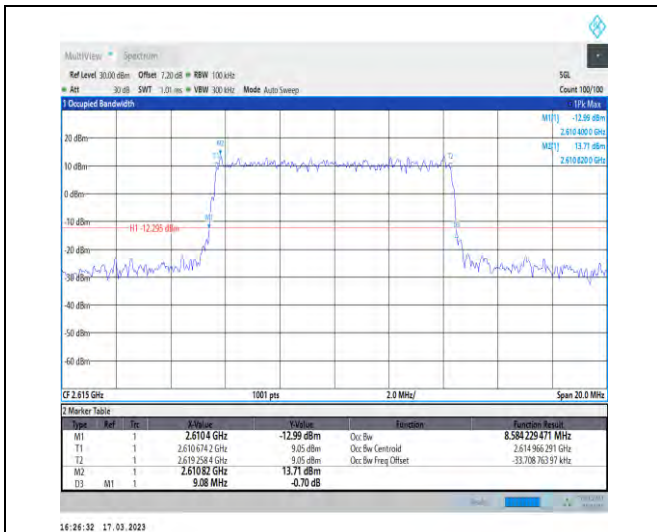 MultiView Spectrum
Ref Level 30.00 dBm Offset 7.20 dB RBW 100 kHz SGL
Att 30 dB SWT 1.01 ms VBW 300 kHz Mode Auto Sweep Count 100/100
1 Occupied Bandwidth 1Pk Max
M1[1] -12.99 dBm
2.610 400 0 GHz
M2[1] 13.71 dBm
2.610 820 0 GHz
20 dBm
M2
T1 T2
10 dBm
0 dBm
-10 dBm
M1 D3
H1 -12.295 dBm
-20 dBm
-30 dBm
-40 dBm
-50 dBm
-60 dBm
CF 2.615 GHz 1001 pts 2.0 MHz/ Span 20.0 MHz
2 Marker Table
Type Ref Trc X-Value Y-Value Function Function Result
M1 1 2.6104 GHz -12.99 dBm Occ Bw 8.584 229 471 MHz
T1 1 2.610 674 2 GHz 9.05 dBm Occ Bw Centroid 2.614 966 291 GHz
T2 1 2.619 258 4 GHz 9.05 dBm Occ Bw Freq Offset -33.708 763 97 kHz
M2 1 2.610 82 GHz 13.71 dBm
D3 M1 1 9.08 MHz -0.70 dB
16:26:32 17.03.2023